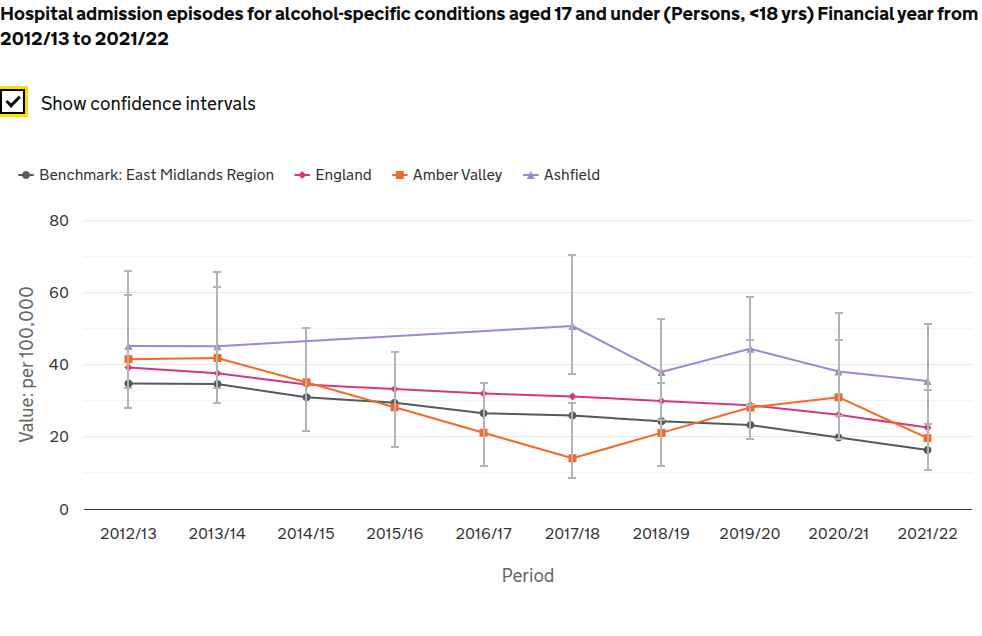 Hospital admission episodes for alcohol-specific conditions aged 17 and under (Persons, <18 yrs) Financial year from
2012/13 to 2021/22
Show confidence intervals
Benchmark: East Midlands Region England Amber Valley Ashfield
80
60
40
20
0
Value: per 100,000
2012/13 2013/14 2014/15 2015/16 2016/17 2017/18 2018/19 2019/20 2020/21 2021/22
Period